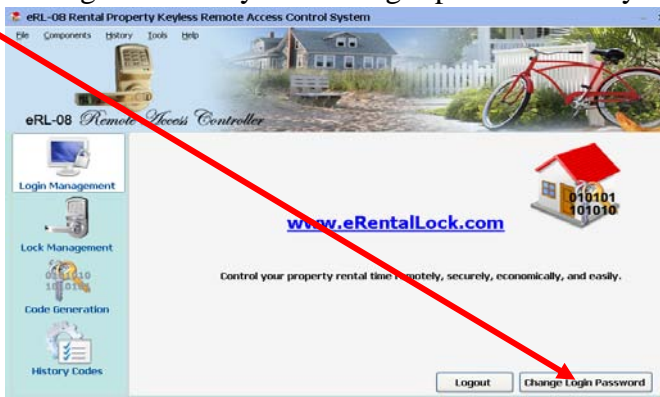 eRL-08 Rental Property Keyless Remote Access Control System
File Components History Tools Help
eRL-08 Remote Access Controller
Login Management
Lock Management
Code Generation
History Codes
010101
101010
www.eRentalLock.com
Control your property rental time remotely, securely, economically, and easily.
Logout
Change Login Password